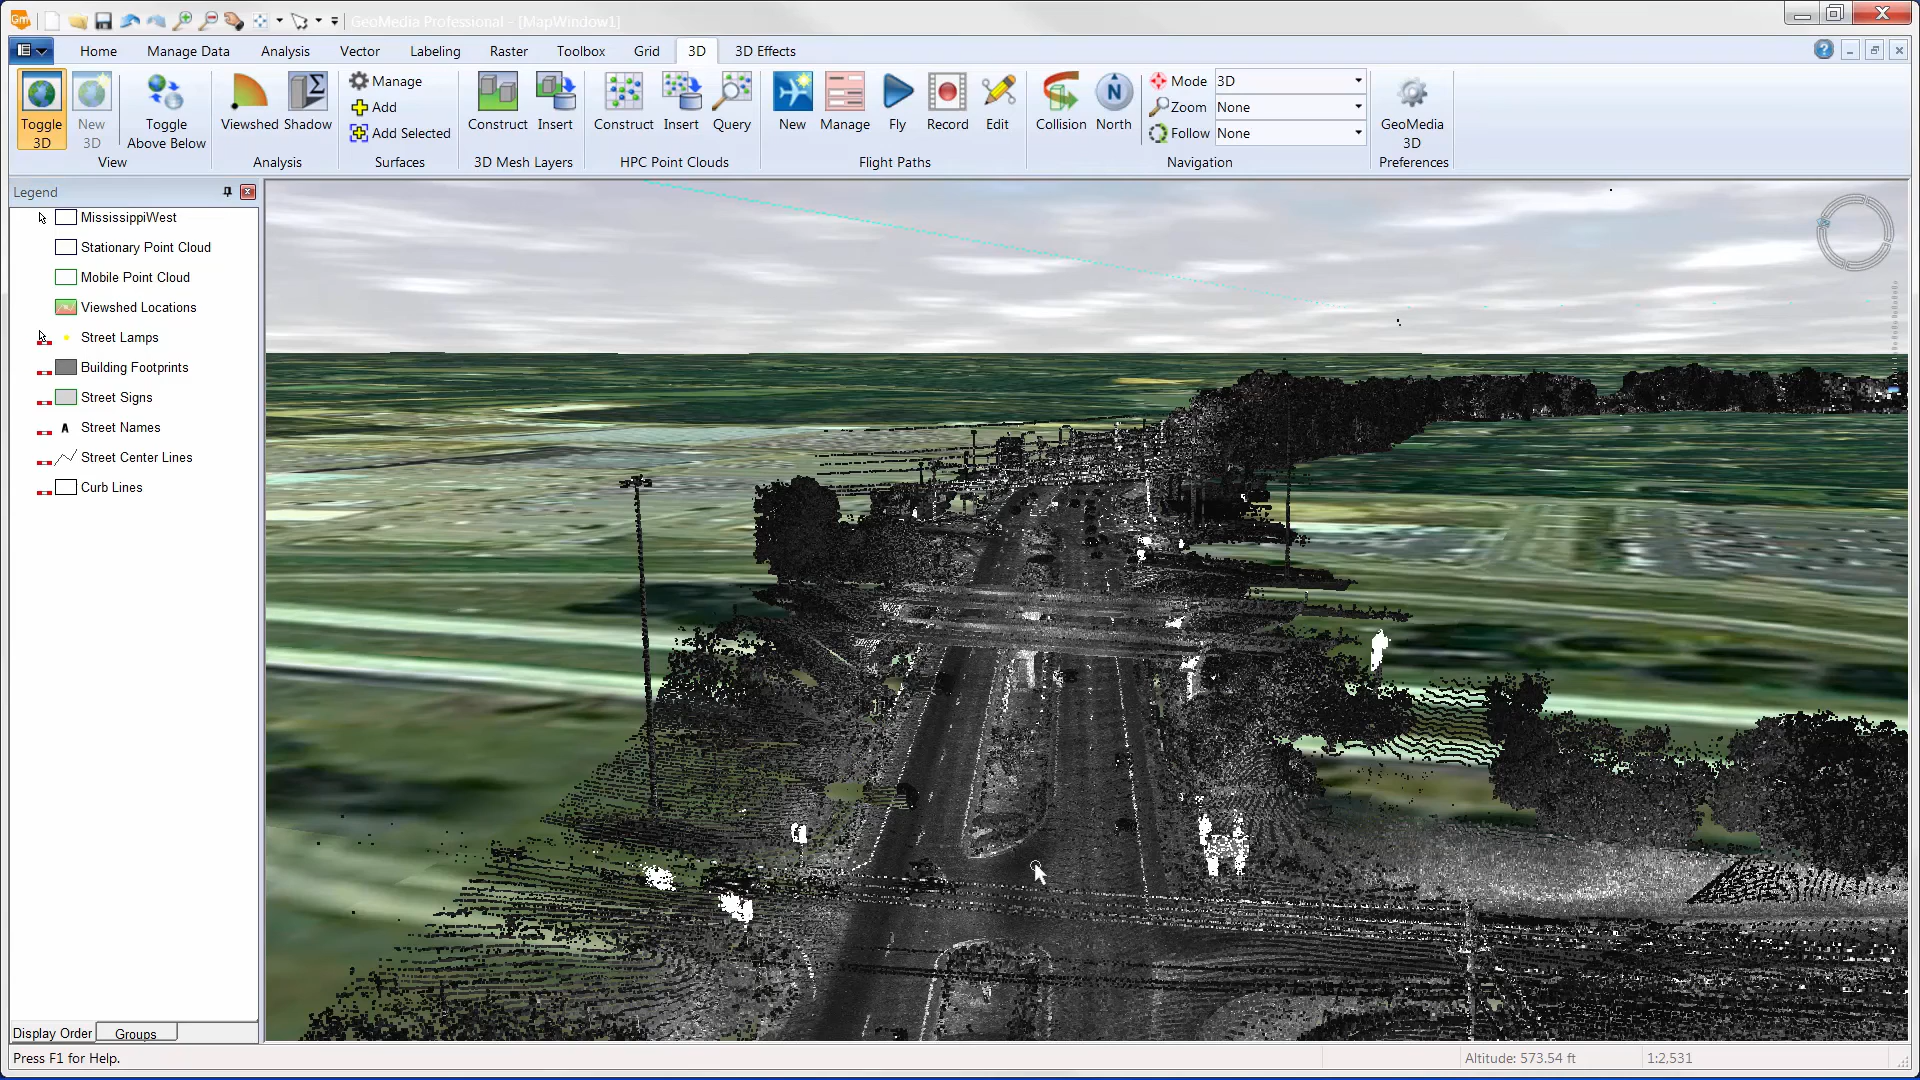 Gm GeoMedia Professional - [MapWindow1]
Home Manage Data Analysis Vector Labeling Raster Toolbox Grid 3D 3D Effects
Toggle 3D
New 3D
Toggle Above Below
View
Viewshed Shadow
Analysis
Manage
Add
Add Selected
Surfaces
Construct Insert
3D Mesh Layers
Construct Insert Query
HPC Point Clouds
New Manage Fly Record Edit
Flight Paths
Collision North
N
Mode 3D
Zoom None
Follow None
Navigation
GeoMedia 3D
Preferences
Legend
MississippiWest
Stationary Point Cloud
Mobile Point Cloud
Viewshed Locations
Street Lamps
Building Footprints
Street Signs
A Street Names
Street Center Lines
Curb Lines
Display Order Groups
Press F1 for Help.
Altitude: 573.54 ft 1:2,531